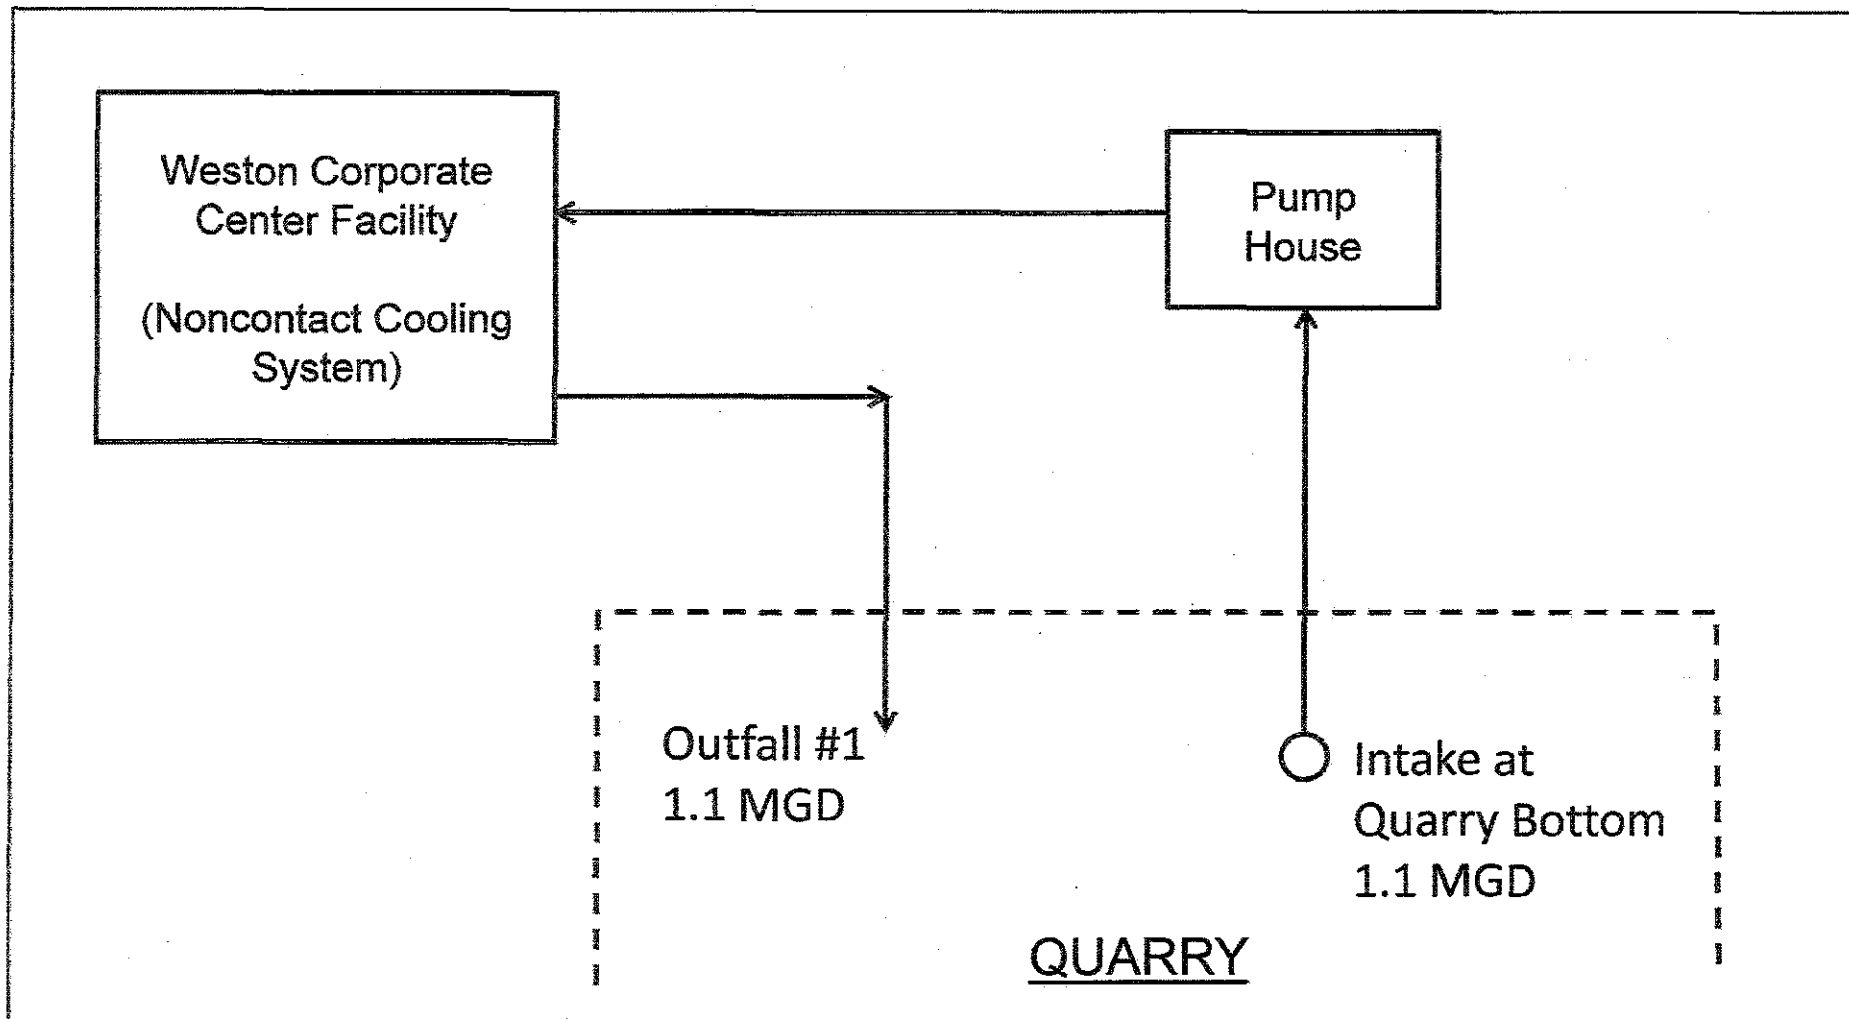 Weston Corporate
Center Facility
(Noncontact Cooling
System)
Pump
House
Outfall #1
1.1 MGD
Intake at
Quarry Bottom
1.1 MGD
QUARRY